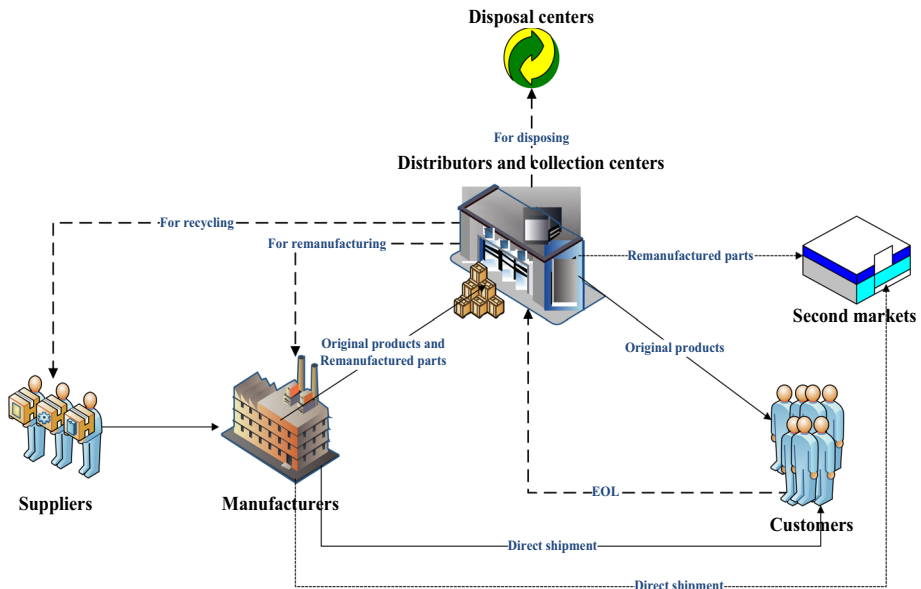 Disposal centers
For disposing
Distributors and collection centers
For recycling
For remanufacturing
Remanufactured parts
Second markets
Original products and
Remanufactured parts
Original products
Suppliers
Manufacturers
EOL
Customers
Direct shipment
Direct shipment